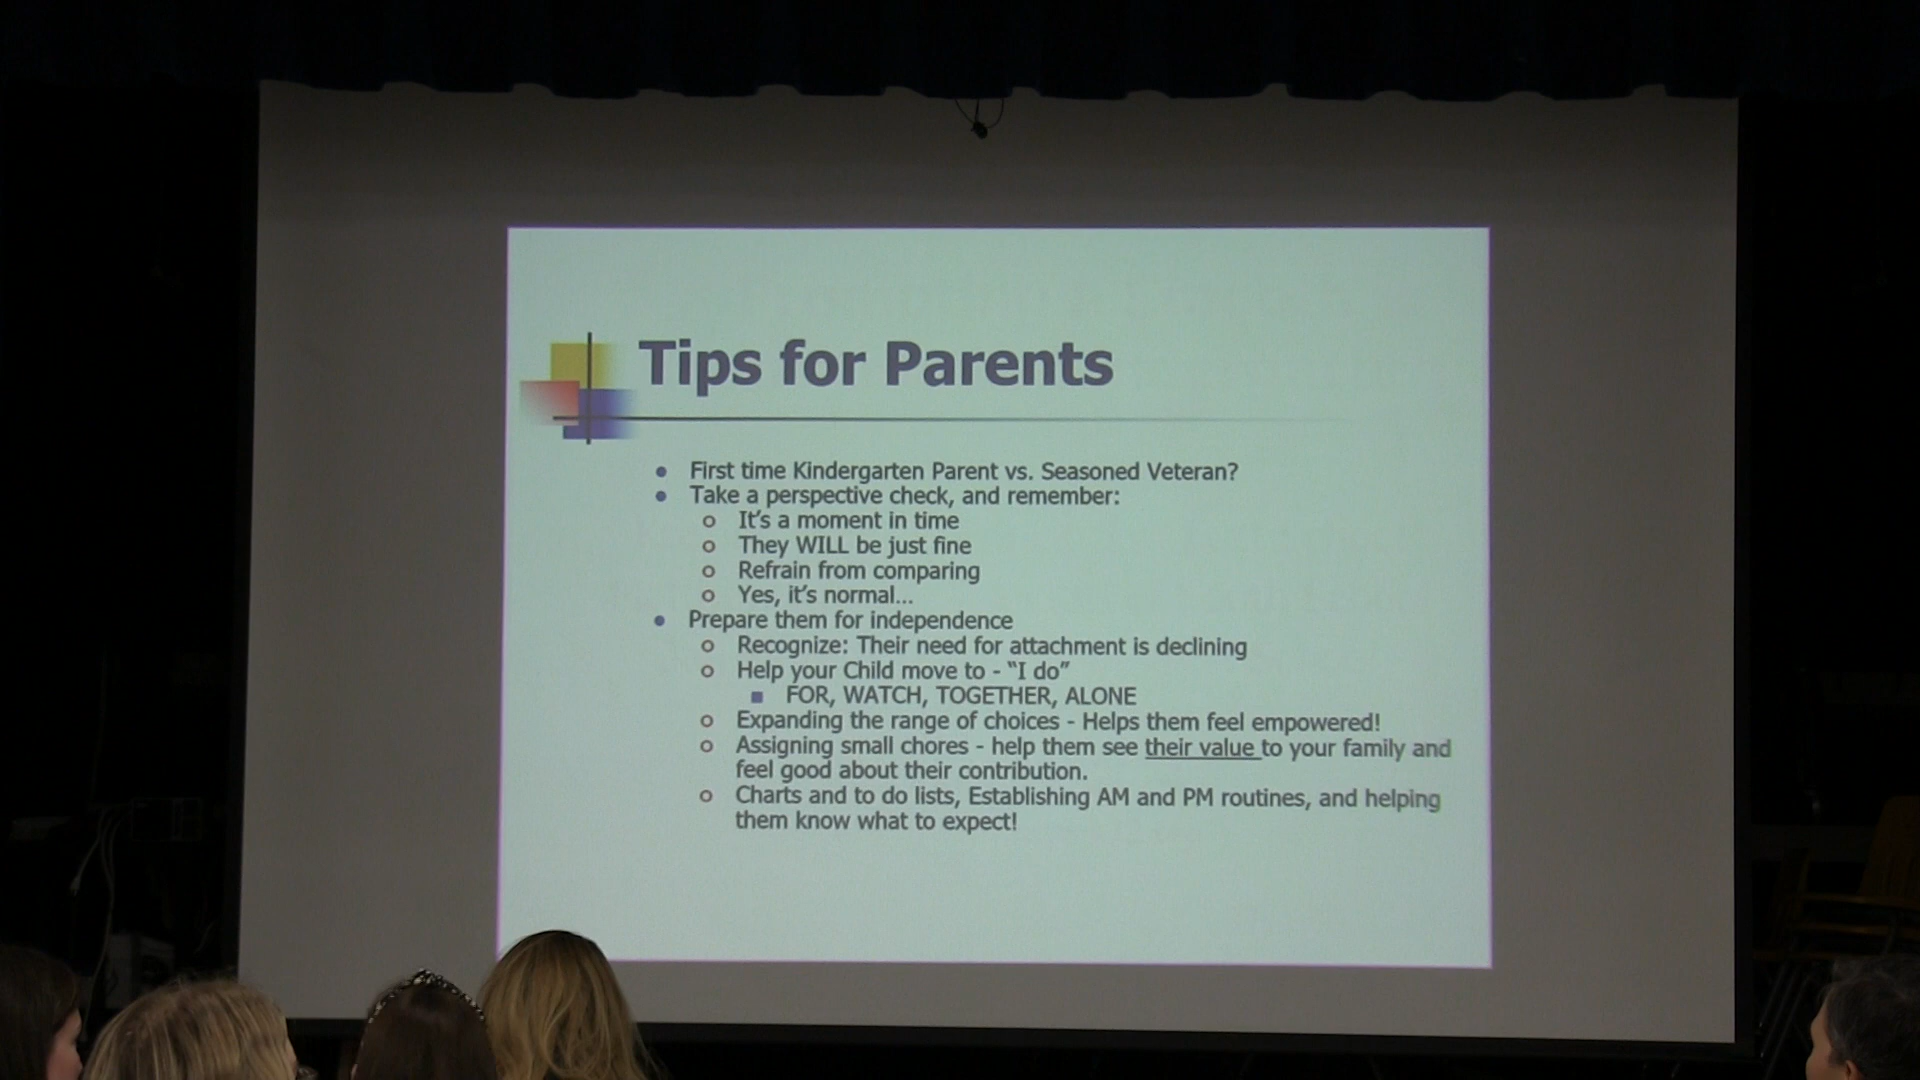 Tips for Parents
• First time Kindergarten Parent vs. Seasoned Veteran?
• Take a perspective check, and remember:
o It's a moment in time
o They WILL be just fine
o Refrain from comparing
o Yes, it's normal...
• Prepare them for independence
o Recognize: Their need for attachment is declining
o Help your Child move to - “I do”
▪ FOR, WATCH, TOGETHER, ALONE
o Expanding the range of choices - Helps them feel empowered!
o Assigning small chores - help them see their value to your family and
feel good about their contribution.
o Charts and to do lists, Establishing AM and PM routines, and helping
them know what to expect!